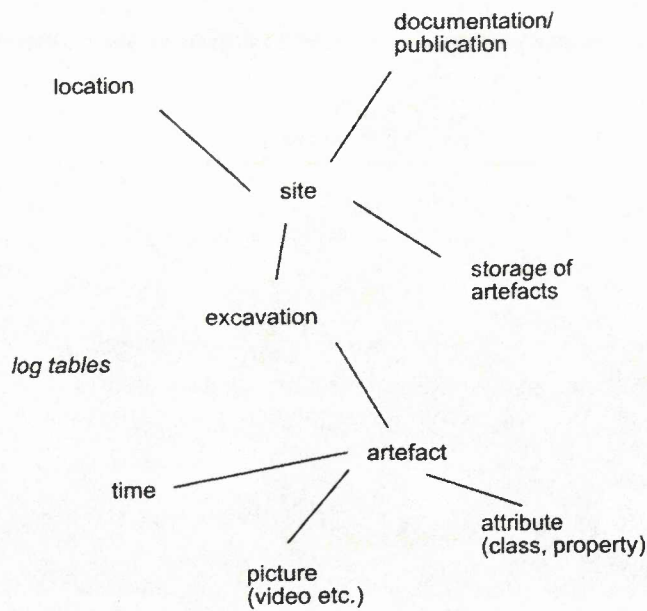 documentation/
publication
location
site
storage of
artefacts
excavation
log tables
artefact
time
attribute
(class, property)
picture
(video etc.)